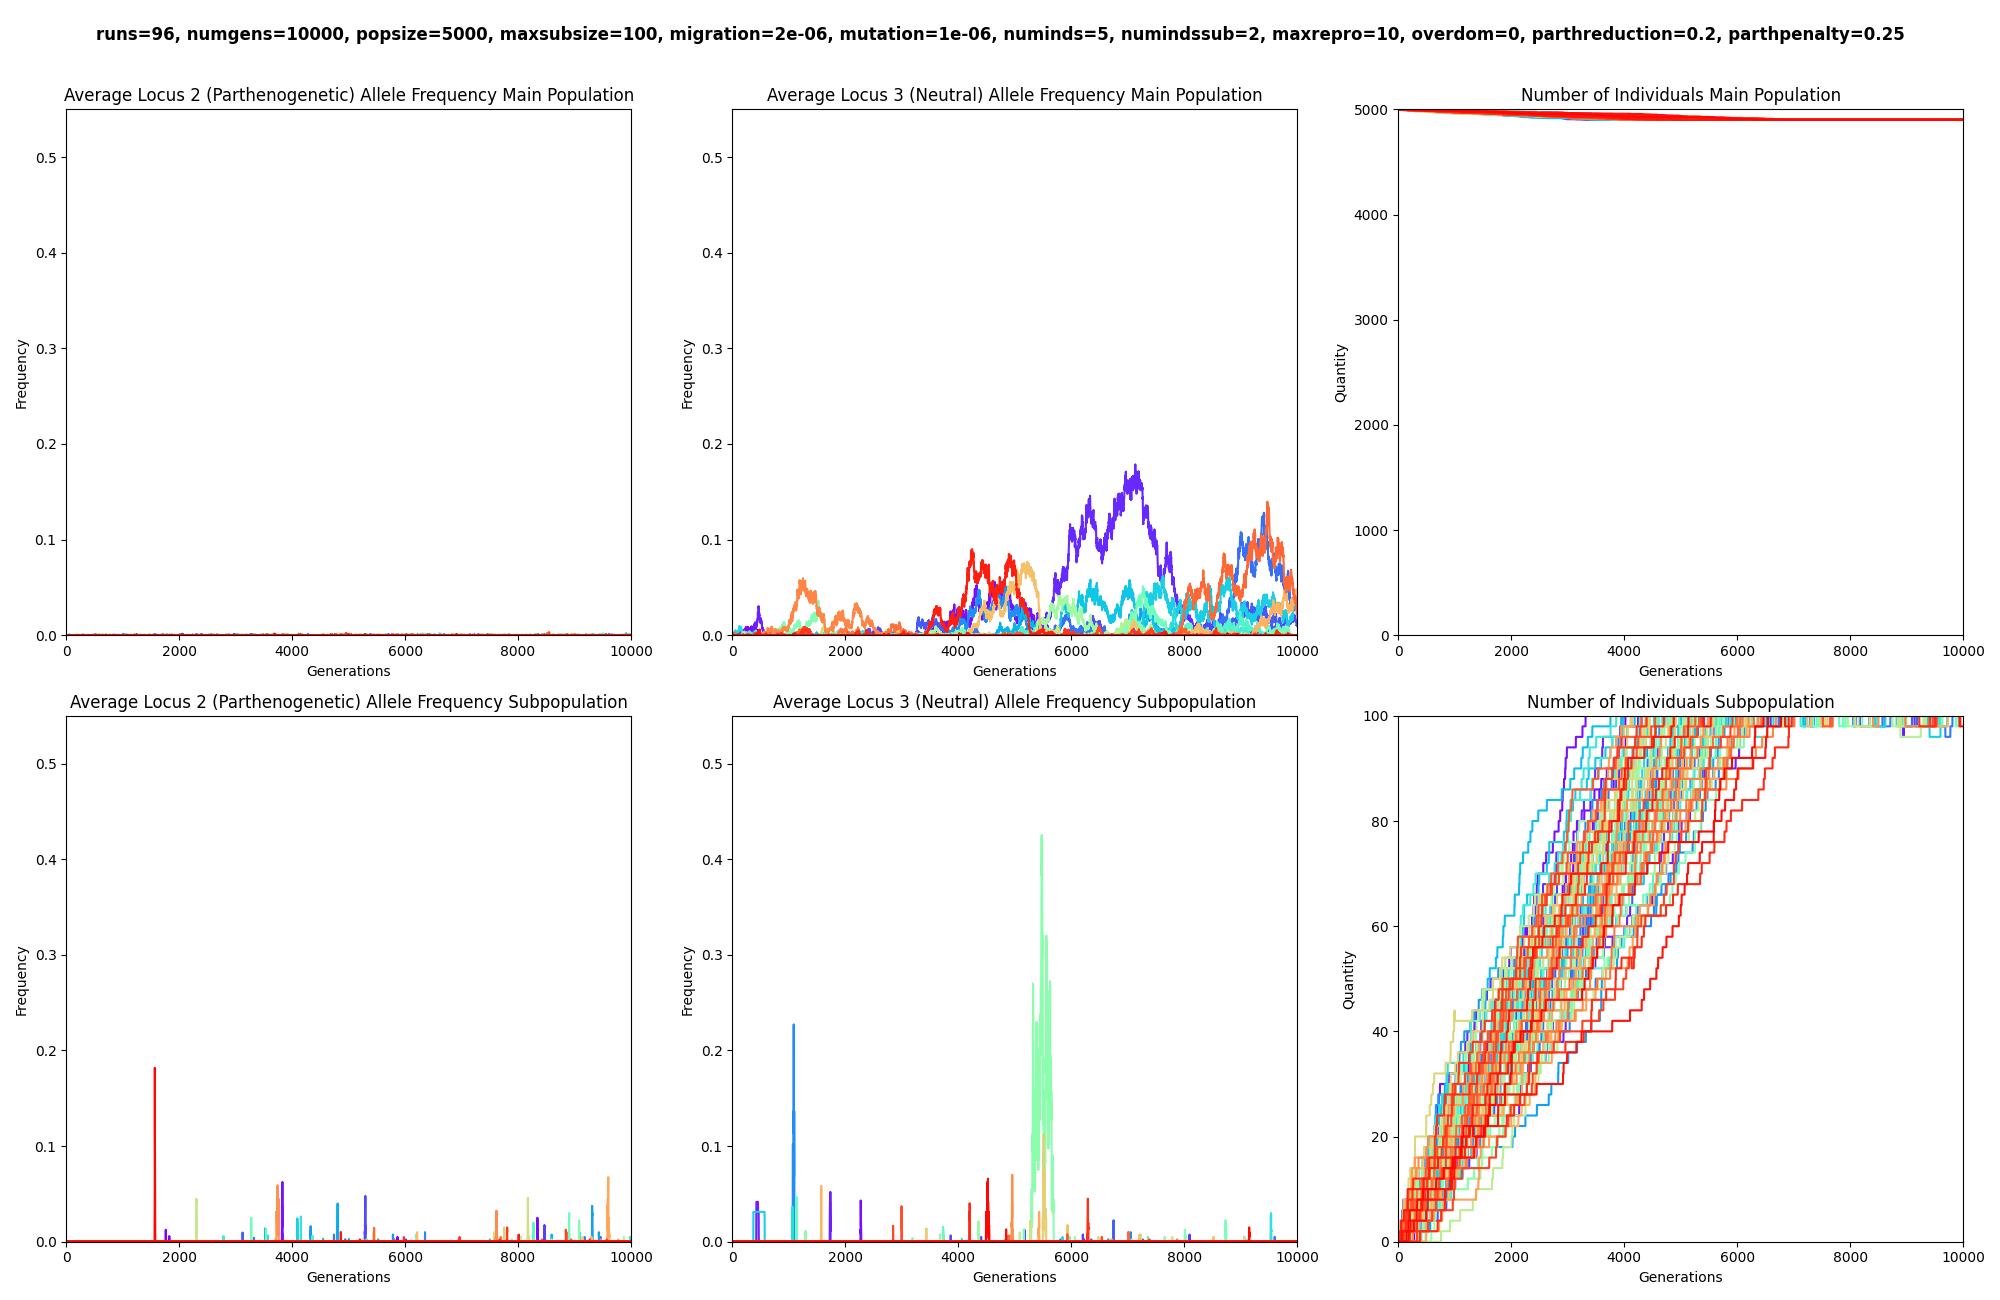 runs=96, numgens=10000, popsize=5000, maxsubsize=100, migration=2e-06, mutation=1e-06, numinds=5, numindssub=2, maxrepro=10, overdom=0, parthreduction=0.2, parthpenalty=0.25
Average Locus 2 (Parthenogenetic) Allele Frequency Main Population
Frequency
0.5
0.4
0.3
0.2
0.1
0.0
0 2000 4000 6000 8000 10000
Generations
Average Locus 3 (Neutral) Allele Frequency Main Population
Frequency
0.5
0.4
0.3
0.2
0.1
0.0
0 2000 4000 6000 8000 10000
Generations
Number of Individuals Main Population
Quantity
5000
4000
3000
2000
1000
0
0 2000 4000 6000 8000 10000
Generations
Average Locus 2 (Parthenogenetic) Allele Frequency Subpopulation
Frequency
0.5
0.4
0.3
0.2
0.1
0.0
0 2000 4000 6000 8000 10000
Generations
Average Locus 3 (Neutral) Allele Frequency Subpopulation
Frequency
0.5
0.4
0.3
0.2
0.1
0.0
0 2000 4000 6000 8000 10000
Generations
Number of Individuals Subpopulation
Quantity
100
80
60
40
20
0
0 2000 4000 6000 8000 10000
Generations